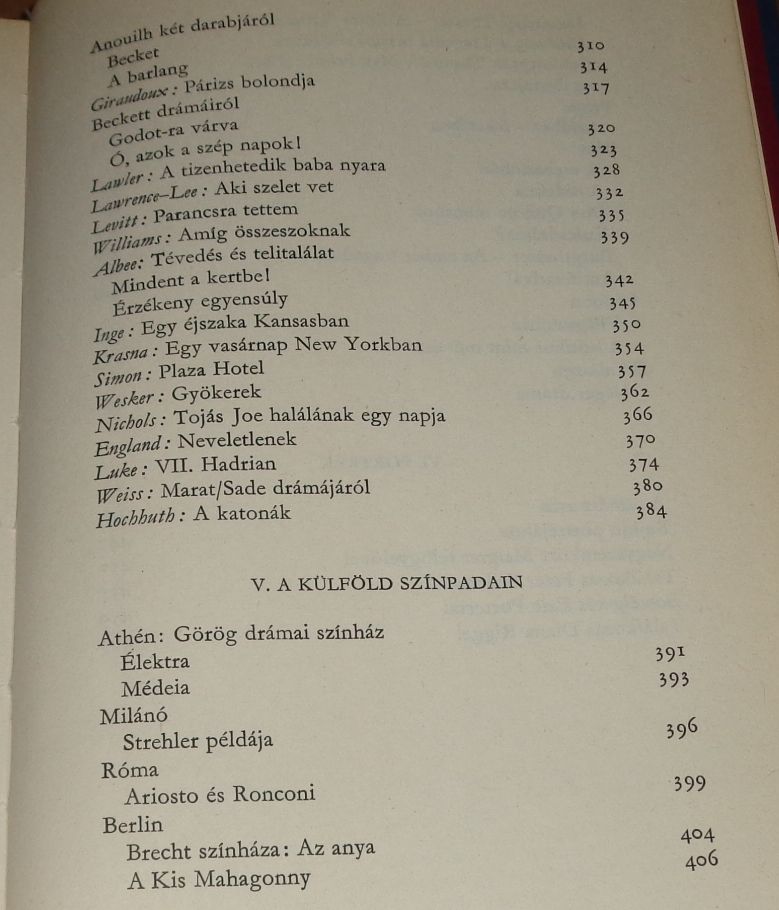 Anouilh két darabjáról
Becket 310
A barlang 314
Giraudoux: Párizs bolondja 317
Beckett drámáiról
Godot-ra várva 320
Ó, azok a szép napok! 323
Lawler: A tizenhetedik baba nyara 328
Lawrence–Lee: Aki szelet vet 332
Levitt: Parancsra tettem 335
Williams: Amíg összeszoknak 339
Albee: Tévedés és telitalálat
Mindent a kertbe! 342
Érzékeny egyensúly 345
Inge: Egy éjszaka Kansasban 350
Krasna: Egy vasárnap New Yorkban 354
Simon: Plaza Hotel 357
Wesker: Gyökerek 362
Nichols: Tojás Joe halálának egy napja 366
England: Neveletlenek 370
Luke: VII. Hadrian 374
Weiss: Marat/Sade drámájáról 380
Hochhuth: A katonák 384
V. A KÜLFÖLD SZÍNPADAIN
Athén: Görög drámai színház
Élektra 391
Médeia 393
Milánó
Strehler példája 396
Róma
Ariosto és Ronconi 399
Berlin
Brecht színháza: Az anya 404
A Kis Mahagonny 406